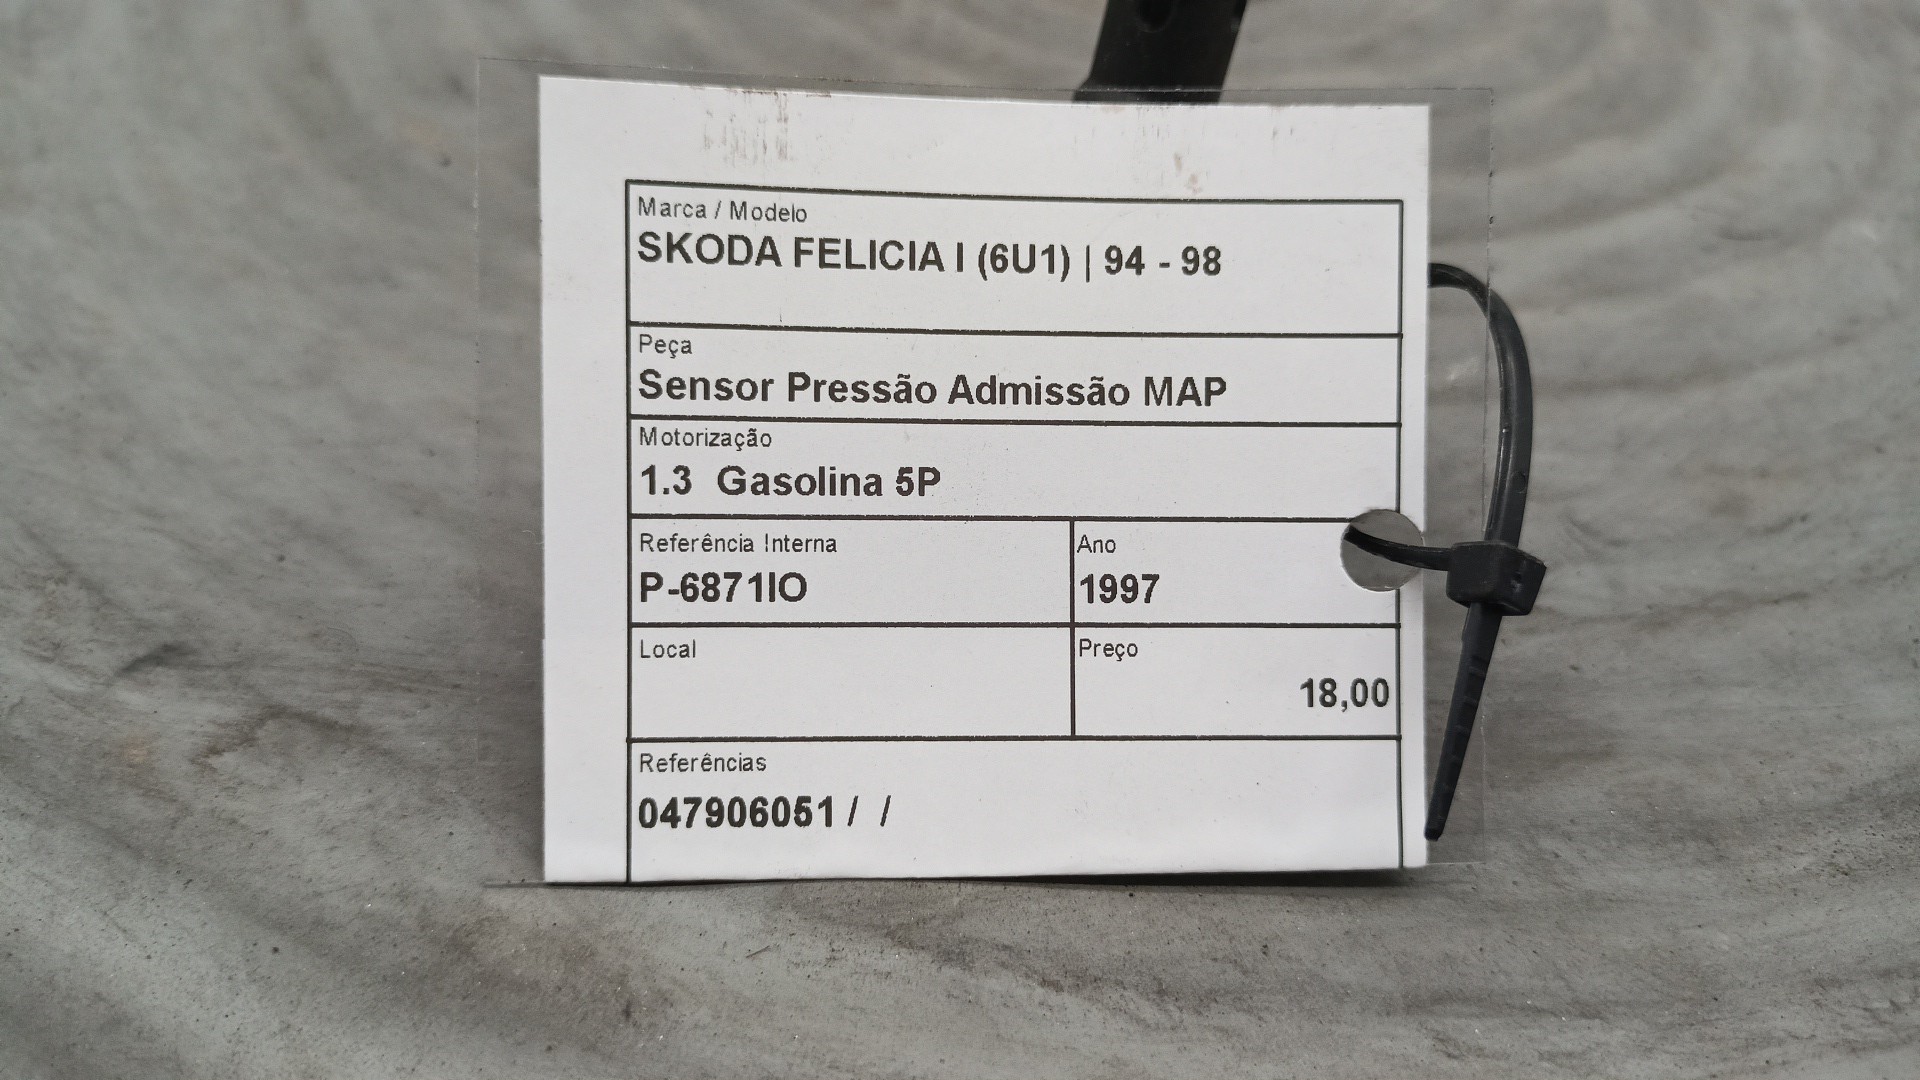 Marca / Modelo
SKODA FELICIA I (6U1) | 94 - 98
Peça
Sensor Pressão Admissão MAP
Motorização
1.3  Gasolina 5P
Referência Interna
P-6871IO
Ano
1997
Local
Preço
18,00
Referências
047906051 /  /